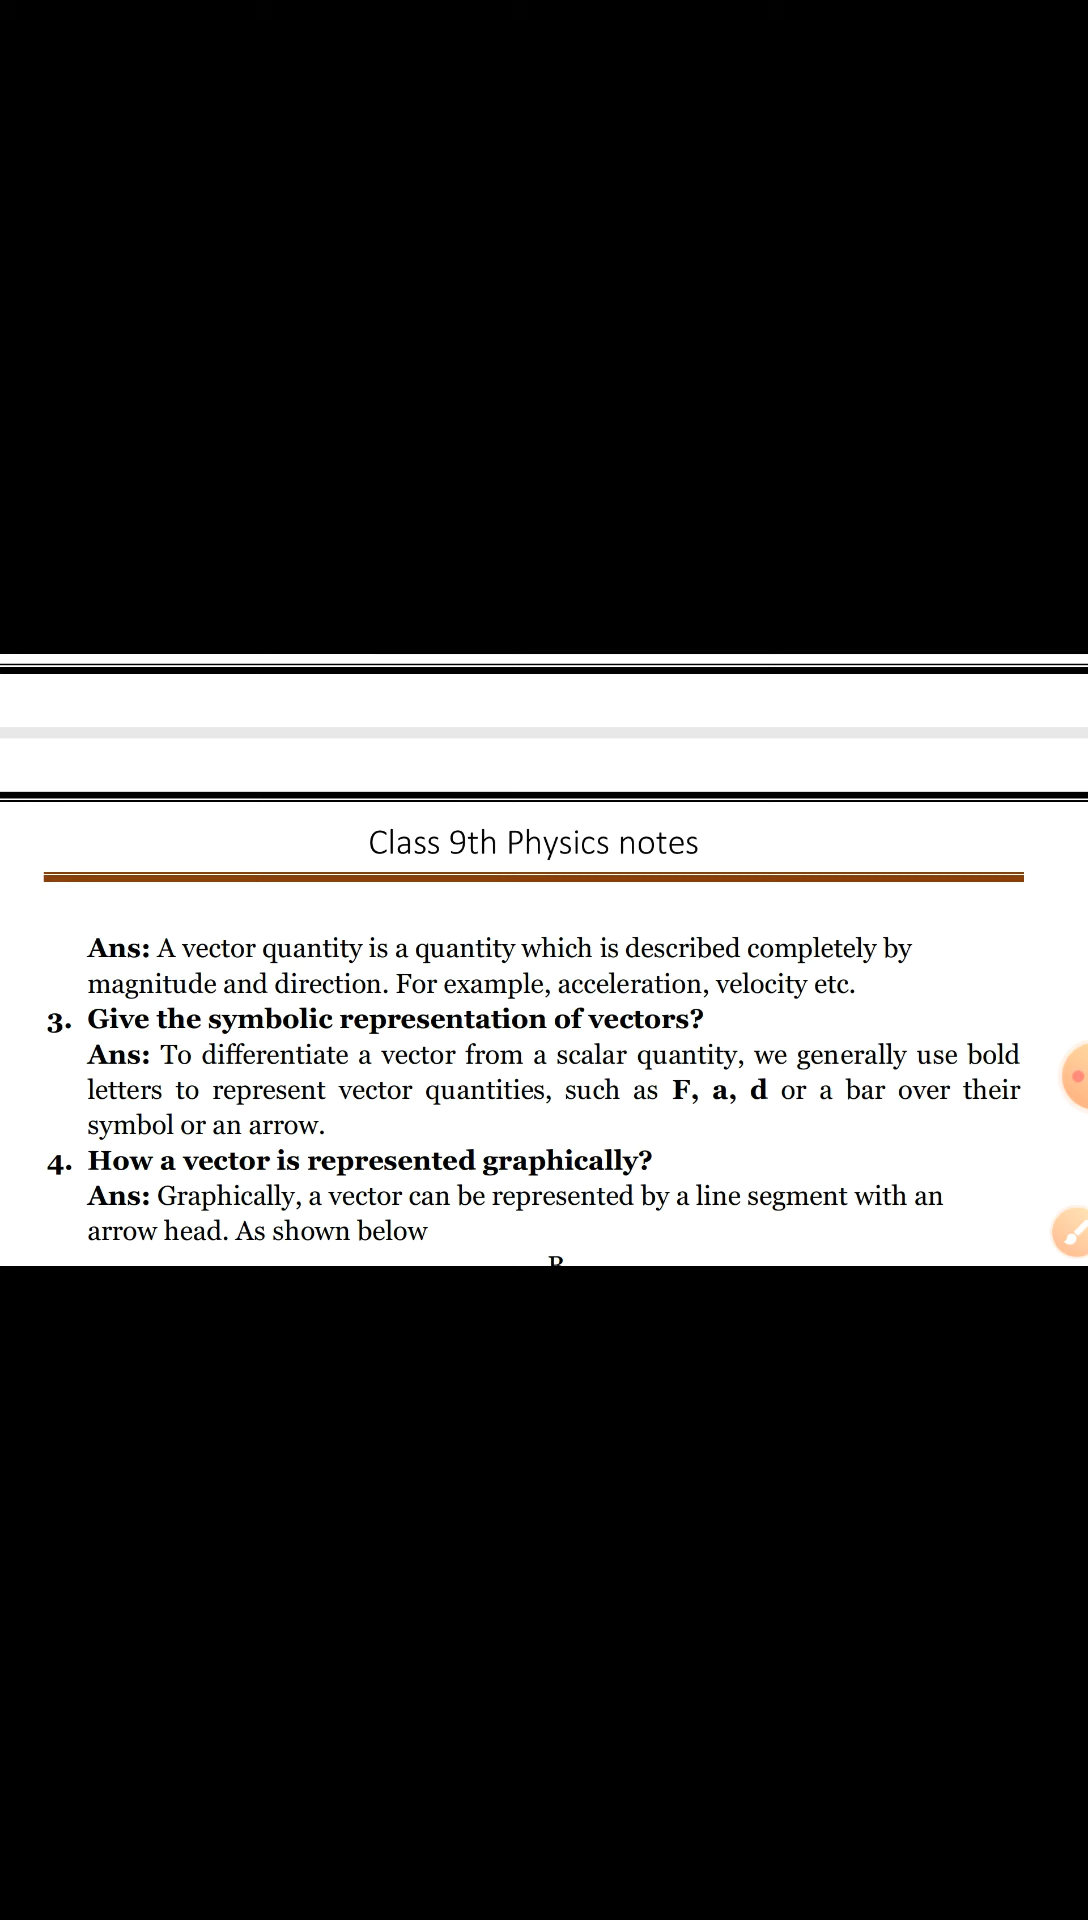 Class 9th Physics notes
Ans: A vector quantity is a quantity which is described completely by
magnitude and direction. For example, acceleration, velocity etc.
3. Give the symbolic representation of vectors?
Ans: To differentiate a vector from a scalar quantity, we generally use bold
letters to represent vector quantities, such as F, a, d or a bar over their
symbol or an arrow.
4. How a vector is represented graphically?
Ans: Graphically, a vector can be represented by a line segment with an
arrow head. As shown below